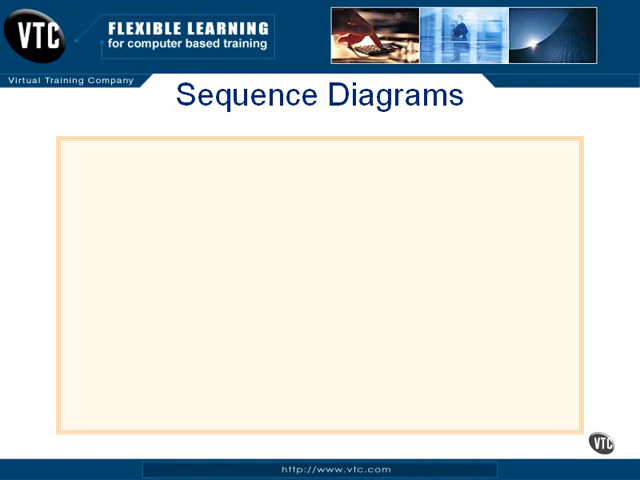 VTC
FLEXIBLE LEARNING
for computer based training
Virtual Training Company
Sequence Diagrams
VTC
http://www.vtc.com